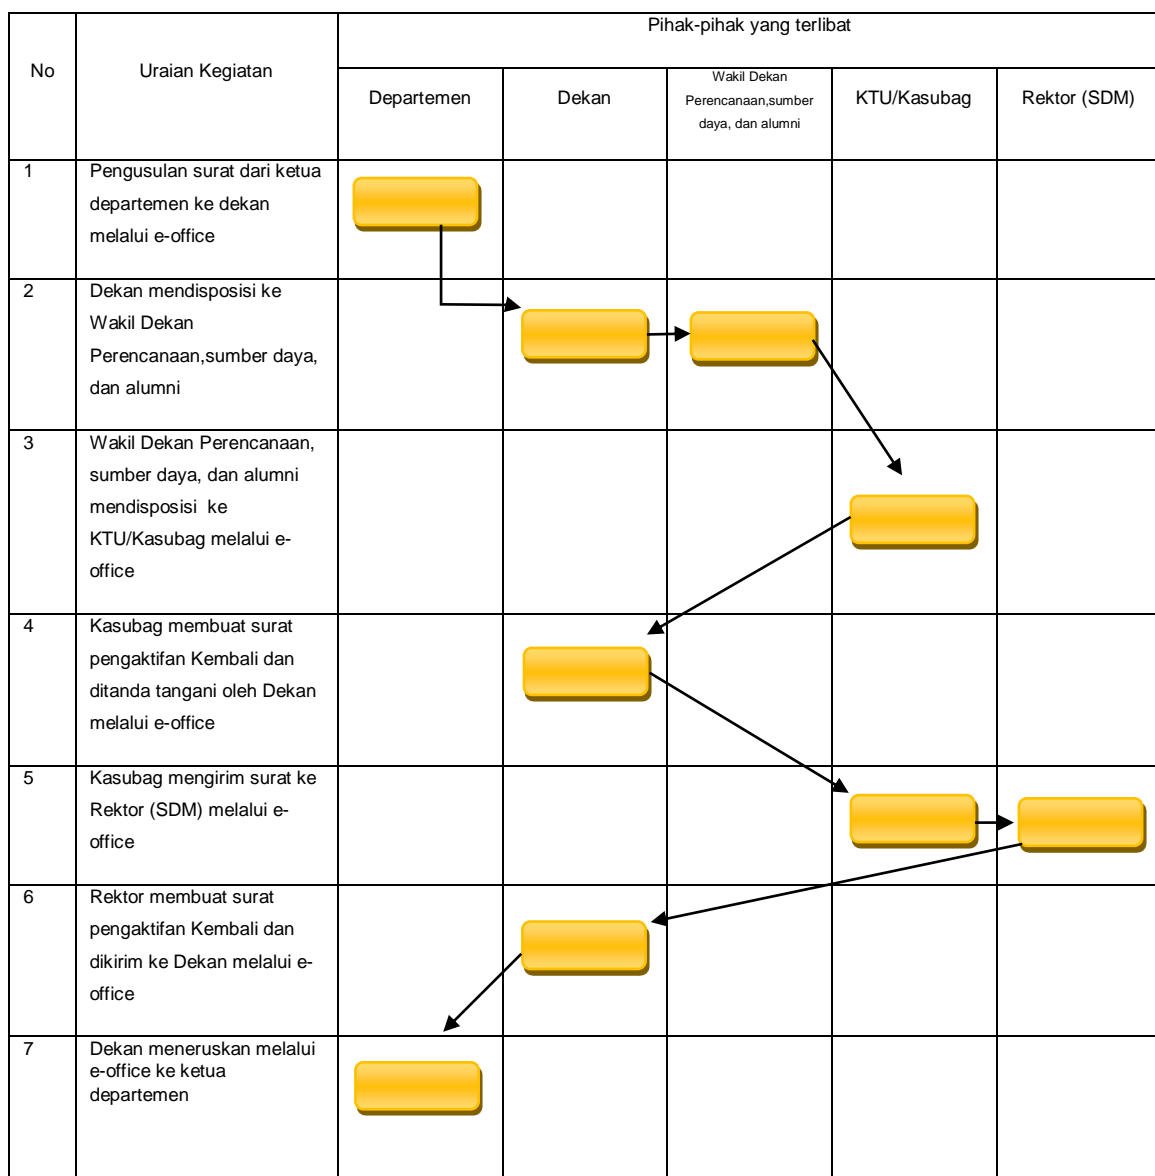 Pihak-pihak yang terlibat
No
Uraian Kegiatan
Departemen
Dekan
Wakil Dekan
Perencanaan,sumber
daya, dan alumni
KTU/Kasubag
Rektor (SDM)
1
Pengusulan surat dari ketua
departemen ke dekan
melalui e-office
2
Dekan mendisposisi ke
Wakil Dekan
Perencanaan,sumber daya,
dan alumni
3
Wakil Dekan Perencanaan,
sumber daya, dan alumni
mendisposisi  ke
KTU/Kasubag melalui e-
office
4
Kasubag membuat surat
pengaktifan Kembali dan
ditanda tangani oleh Dekan
melalui e-office
5
Kasubag mengirim surat ke
Rektor (SDM) melalui e-
office
6
Rektor membuat surat
pengaktifan Kembali dan
dikirim ke Dekan melalui e-
office
7
Dekan meneruskan melalui
e-office ke ketua
departemen